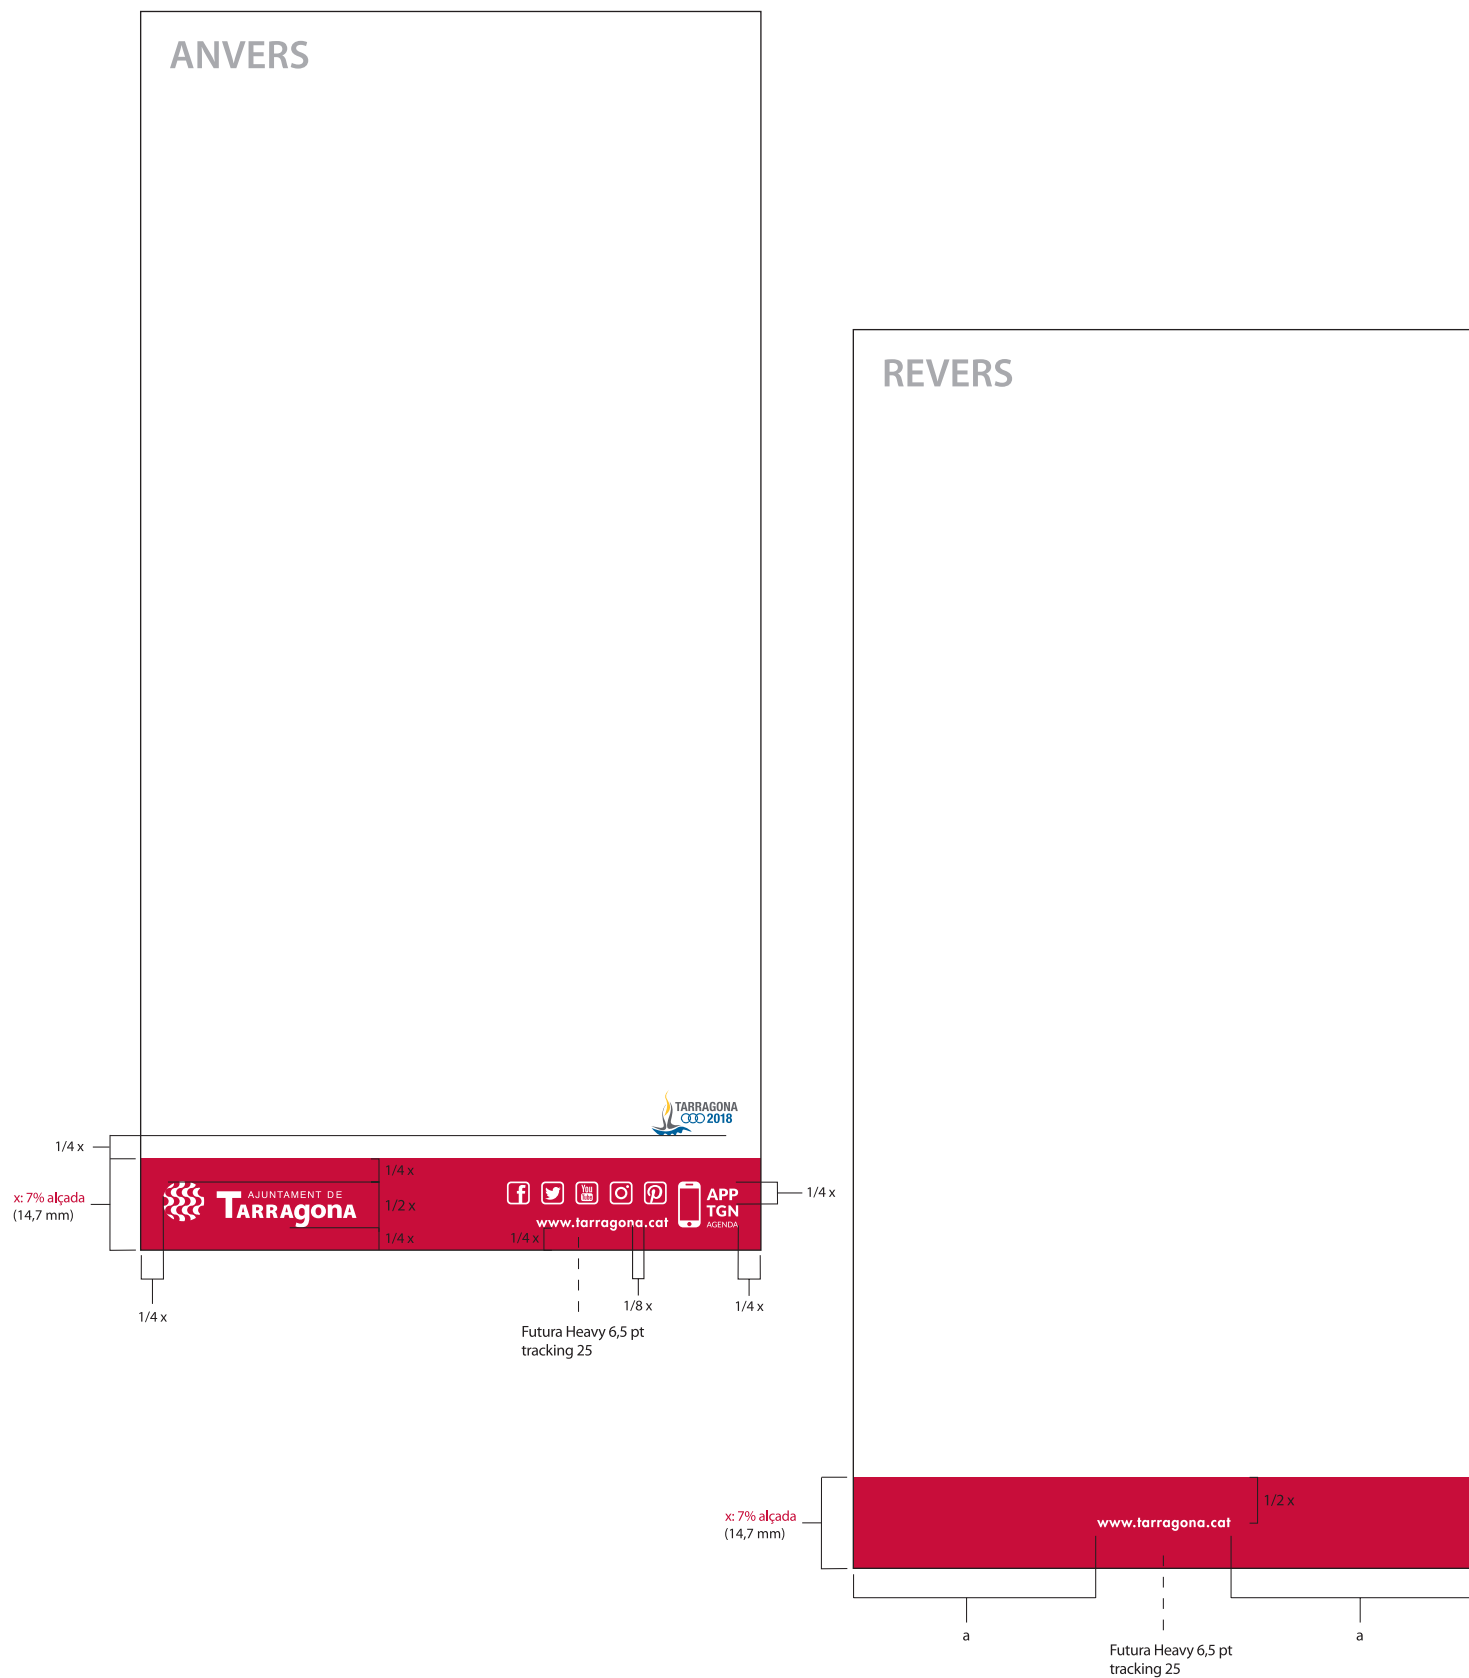 ANVERS
TARRAGONA
2018
1/4 x
x: 7% alçada
(14,7 mm)
1/4 x
1/2 x
1/4 x
AJUNTAMENT DE
TARRAgona
You
Tube
www.tarragona.cat
APP
TGN
AGENDA
1/4 x
1/4 x
1/4 x
1/8 x
1/4 x
Futura Heavy 6,5 pt
tracking 25
REVERS
x: 7% alçada
(14,7 mm)
www.tarragona.cat
1/2 x
a
a
Futura Heavy 6,5 pt
tracking 25